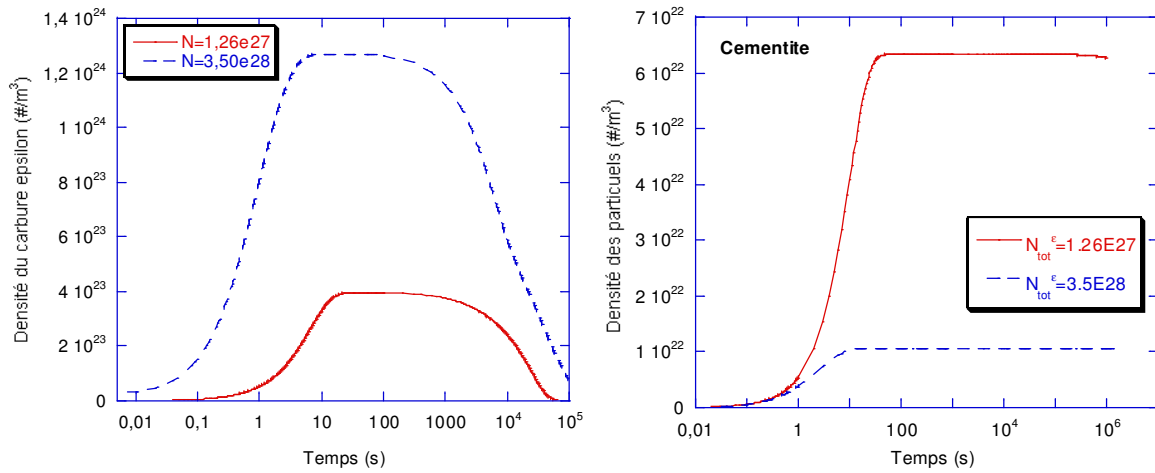 1,4 10^24
1,2 10^24
1 10^24
8 10^23
6 10^23
4 10^23
2 10^23
0
Densité du carbure epsilon (#/m^3)
N=1,26e27
N=3,50e28
0,01 0,1 1 10 100 1000 10^4 10^5
Temps (s)
7 10^22
6 10^22
5 10^22
4 10^22
3 10^22
2 10^22
1 10^22
0
Densité des particuels (#/m^3)
Cementite
N_tot^ε=1.26E27
N_tot^ε=3.5E28
0,01 1 100 10^4 10^6
Temps (s)